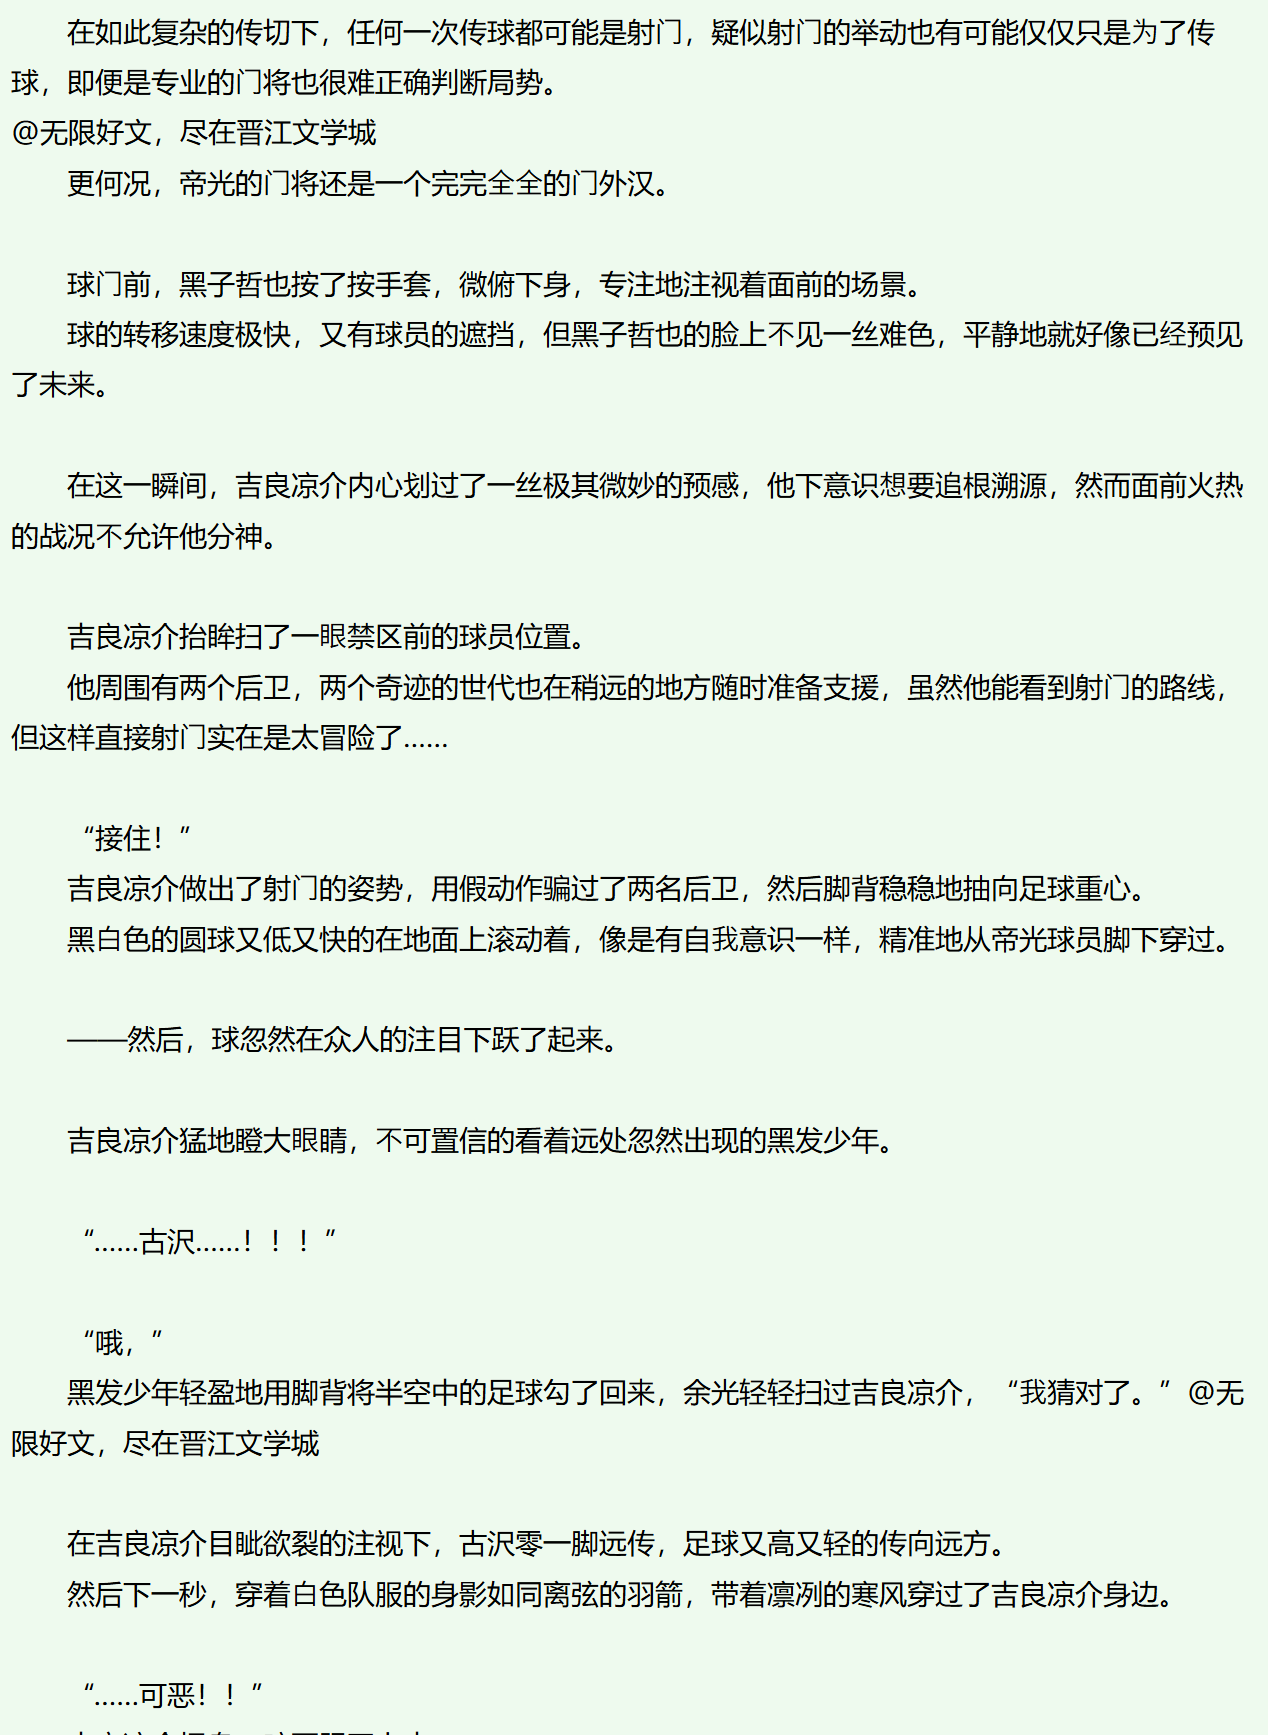 在如此复杂的传切下，任何一次传球都可能是射门，疑似射门的举动也有可能仅仅只是为了传
球，即便是专业的门将也很难正确判断局势。
@无限好文，尽在晋江文学城
更何况，帝光的门将还是一个完完全全的门外汉。
球门前，黑子哲也按了按手套，微俯下身，专注地注视着面前的场景。
球的转移速度极快，又有球员的遮挡，但黑子哲也的脸上不见一丝难色，平静地就好像已经预见
了未来。
在这一瞬间，吉良凉介内心划过了一丝极其微妙的预感，他下意识想要追根溯源，然而面前火热
的战况不允许他分神。
吉良凉介抬眸扫了一眼禁区前的球员位置。
他周围有两个后卫，两个奇迹的世代也在稍远的地方随时准备支援，虽然他能看到射门的路线，
但这样直接射门实在是太冒险了……
“接住！”
吉良凉介做出了射门的姿势，用假动作骗过了两名后卫，然后脚背稳稳地抽向足球重心。
黑白色的圆球又低又快的在地面上滚动着，像是有自我意识一样，精准地从帝光球员脚下穿过。
——然后，球忽然在众人的注目下跃了起来。
吉良凉介猛地瞪大眼睛，不可置信的看着远处忽然出现的黑发少年。
“……古沢……！！！”
“哦，”
黑发少年轻盈地用脚背将半空中的足球勾了回来，余光轻轻扫过吉良凉介，“我猜对了。”@无
限好文，尽在晋江文学城
在吉良凉介目眦欲裂的注视下，古沢零一脚远传，足球又高又轻的传向远方。
然后下一秒，穿着白色队服的身影如同离弦的羽箭，带着凛冽的寒风穿过了吉良凉介身边。
“……可恶！！”